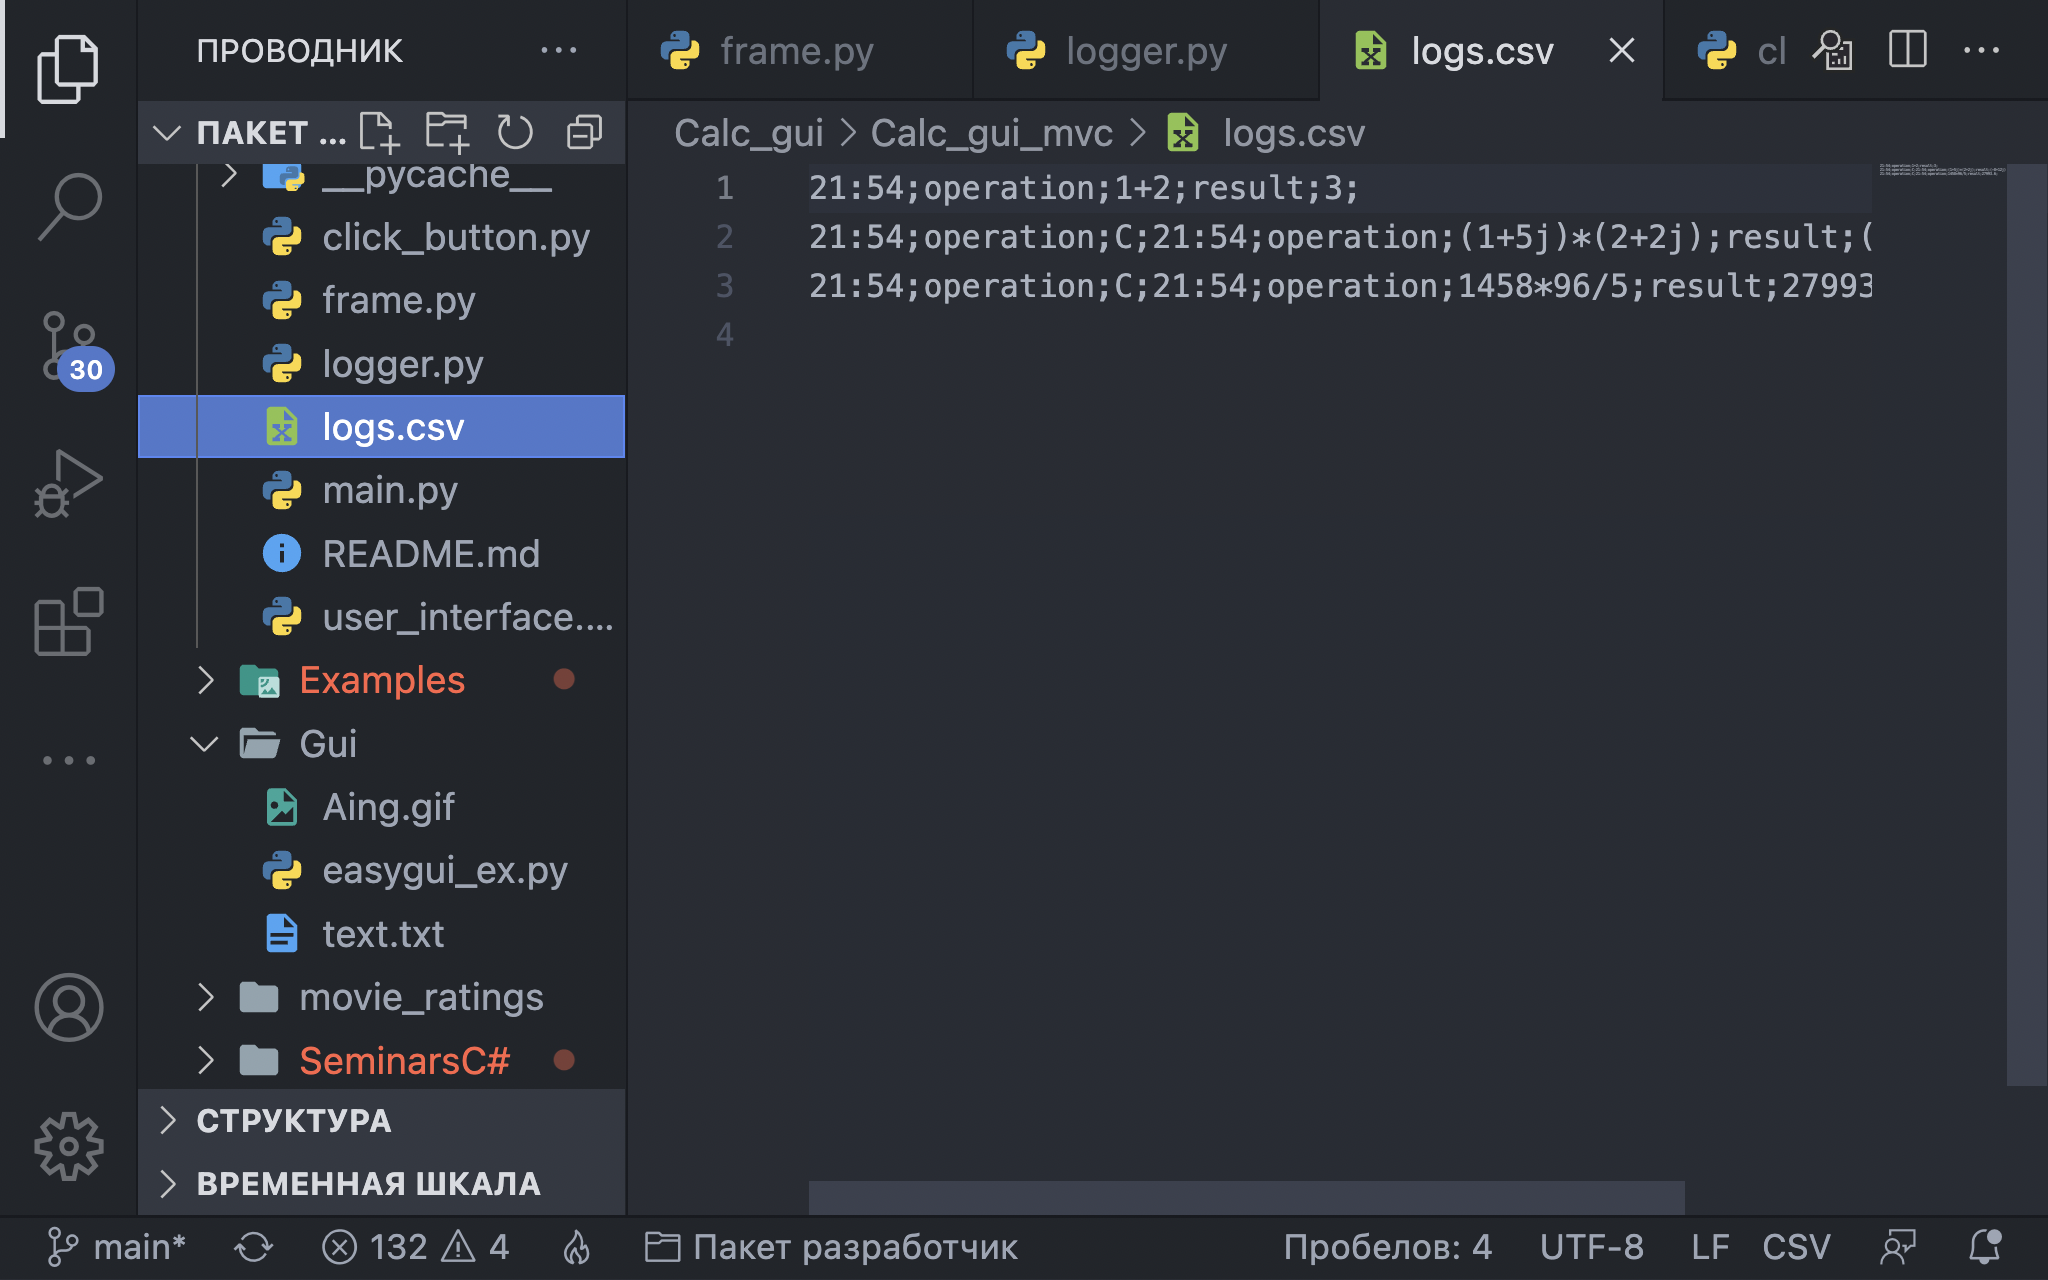 ПРОВОДНИК
frame.py
logger.py
logs.csv
cl
ПАКЕТ ...
Calc_gui > Calc_gui_mvc > logs.csv
__pycache__
click_button.py
frame.py
logger.py
logs.csv
main.py
README.md
user_interface....
Examples
Gui
Aing.gif
easygui_ex.py
text.txt
movie_ratings
SeminarsC#
СТРУКТУРА
ВРЕМЕННАЯ ШКАЛА
30
1 21:54;operation;1+2;result;3;
2 21:54;operation;C;21:54;operation;(1+5j)*(2+2j);result;(
3 21:54;operation;C;21:54;operation;1458*96/5;result;27993
4
main* 132 4 Пакет разработчик Пробелов: 4 UTF-8 LF CSV